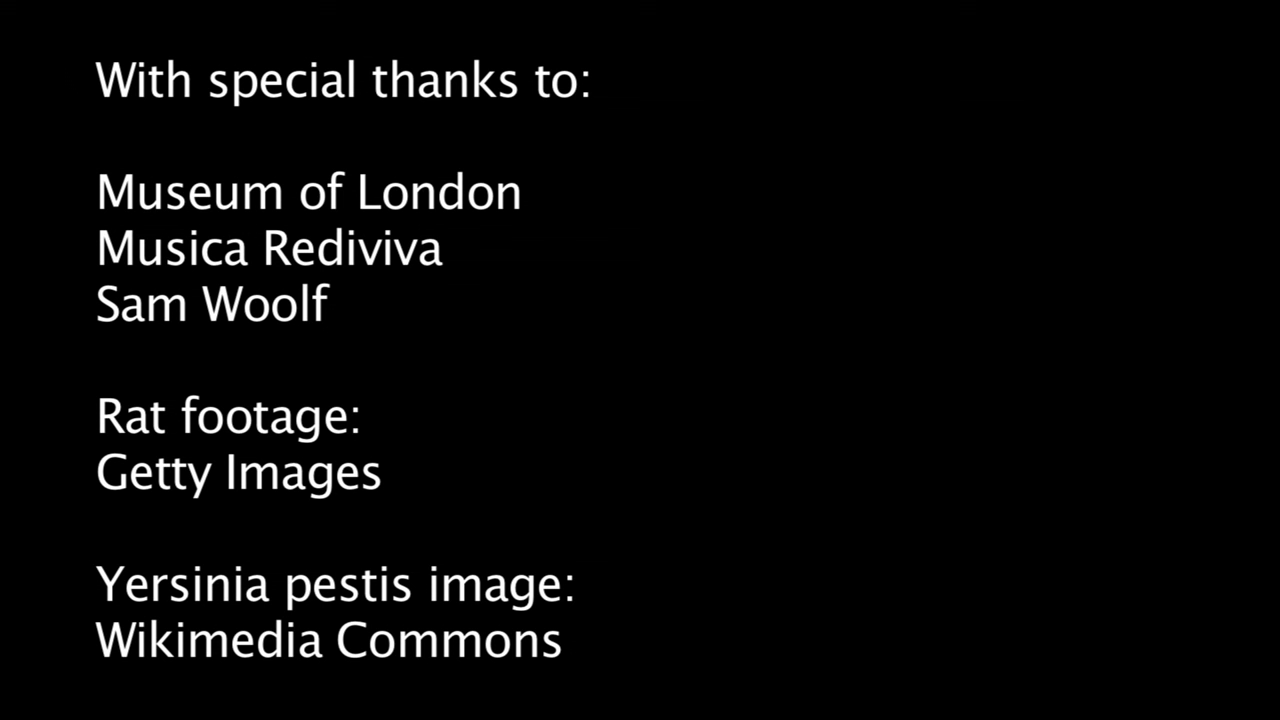 With special thanks to:
Museum of London
Musica Rediviva
Sam Woolf
Rat footage:
Getty Images
Yersinia pestis image:
Wikimedia Commons